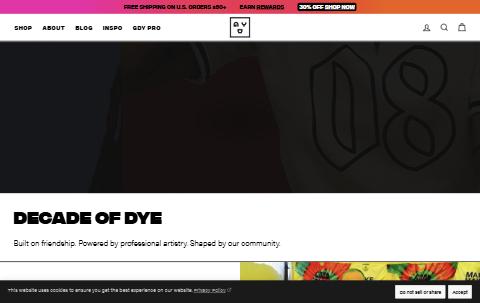 FREE SHIPPING ON U.S. ORDERS $60+ EARN REWARDS 30% OFF SHOP NOW
SHOP ABOUT BLOG INSPO GDY PRO
08
DECADE OF DYE
Built on friendship. Powered by professional artistry. Shaped by our community.
This website uses cookies to ensure you get the best experience on our website. Privacy Policy
Do not sell or share Accept